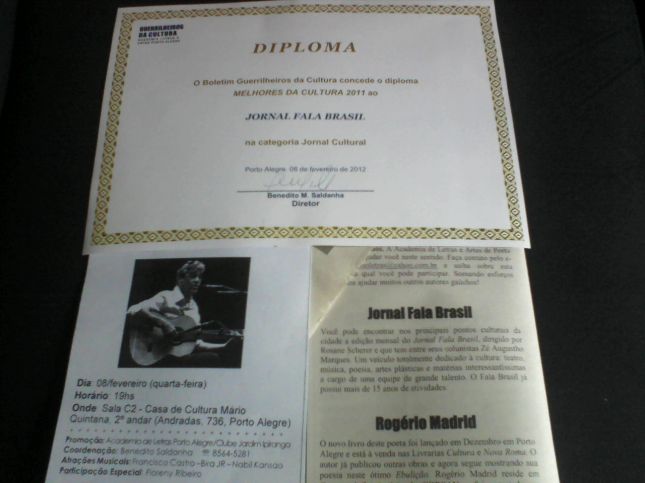 GUERRILHEIROS
DA CULTURA
DIPLOMA
O Boletim Guerrilheiros da Cultura concede o diploma
MELHORES DA CULTURA 2011 ao
JORNAL FALA BRASIL
na categoria Jornal Cultural
Porto Alegre, 08 de fevereiro de 2012
Benedito M. Saldanha
Diretor
Dia: 08/fevereiro (quarta-feira)
Horário: 19hs
Onde: Sala C2 - Casa de Cultura Mário
Quintana, 2º andar (Andradas, 736, Porto Alegre)
Promoção: Academia de Letras Porto Alegre/Clube Jardim Ipiranga
Coordenação: Benedito Saldanha ☎ 8564-5281
Atrações Musicais: Francisco Castro - Bra JR - Nabil Kansao
Participação Especial: Floreny Ribeiro
A Academia de Letras e Artes de Porto
você neste sentido. Faça contato pelo e-
@yahoo.com.br e saiba sobre esta
qual você pode participar. Somando esforços
ajudar muitos outros autores gaúchos!
Jornal Fala Brasil
Você pode encontrar nos principais pontos culturais da
cidade a edição mensal do Jornal Fala Brasil, dirigido por
Rosane Scherer e que tem entre seus colunistas Zé Augustho
Marques. Um veículo totalmente dedicado à cultura: teatro,
música, poesia, artes plásticas e matérias interessantíssimas
a cargo de uma equipe de grande talento. O Fala Brasil já
possui mais de 15 anos de atividades.
Rogério Madrid
O novo livro deste poeta foi lançado em Dezembro em Porto
Alegre e está à venda nas Livrarias Cultura e Nova Roma. O
autor já publicou outras obras e agora segue mostrando sua
poesia neste ótimo Ebulição. Rogério Madrid reside em